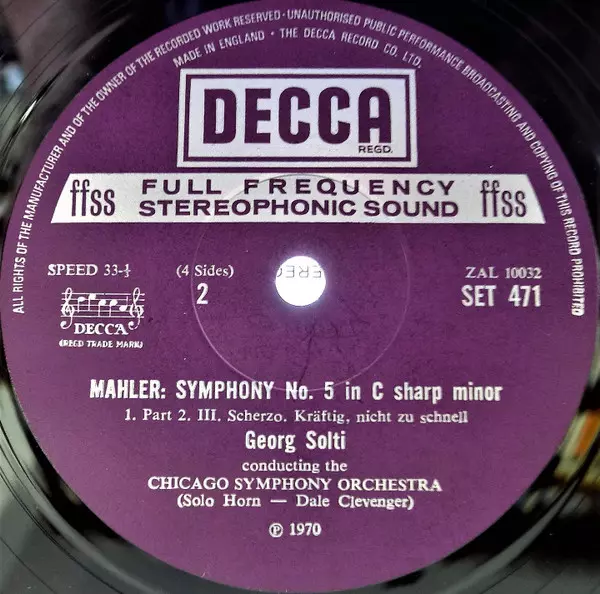 ALL RIGHTS OF THE MANUFACTURER AND OF THE OWNER OF THE RECORDED WORK RESERVED · UNAUTHORISED PUBLIC PERFORMANCE BROADCASTING AND COPYING OF THIS RECORD PROHIBITED
MADE IN ENGLAND · THE DECCA RECORD CO. LTD.
DECCA
REGD.
ffss FULL FREQUENCY ffss
STEREOPHONIC SOUND
SPEED 33-⅓ (4 Sides) ZAL 10032
2 SET 471
DECCA
(REGD TRADE MARK)
MAHLER: SYMPHONY No. 5 in C sharp minor
1. Part 2. III. Scherzo. Kräftig, nicht zu schnell
Georg Solti
conducting the
CHICAGO SYMPHONY ORCHESTRA
(Solo Horn — Dale Clevenger)
Ⓟ 1970